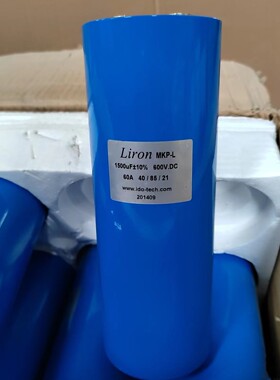 Liron MKP-L
1500uF±10% 600V.DC
60A 40/85/21
www.ido-tech.com
201409